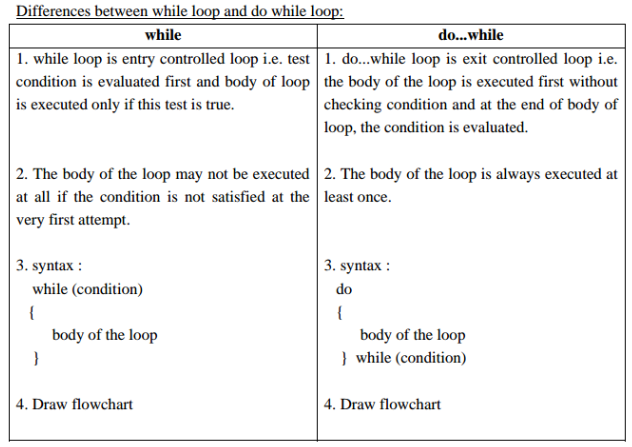 Differences between while loop and do while loop:
while
1. while loop is entry controlled loop i.e. test
condition is evaluated first and body of loop
is executed only if this test is true.
2. The body of the loop may not be executed
at all if the condition is not satisfied at the
very first attempt.
3. syntax :
while (condition)
{
body of the loop
}
4. Draw flowchart
do...while
1. do...while loop is exit controlled loop i.e.
the body of the loop is executed first without
checking condition and at the end of body of
loop, the condition is evaluated.
2. The body of the loop is always executed at
least once.
3. syntax :
do
{
body of the loop
} while (condition)
4. Draw flowchart